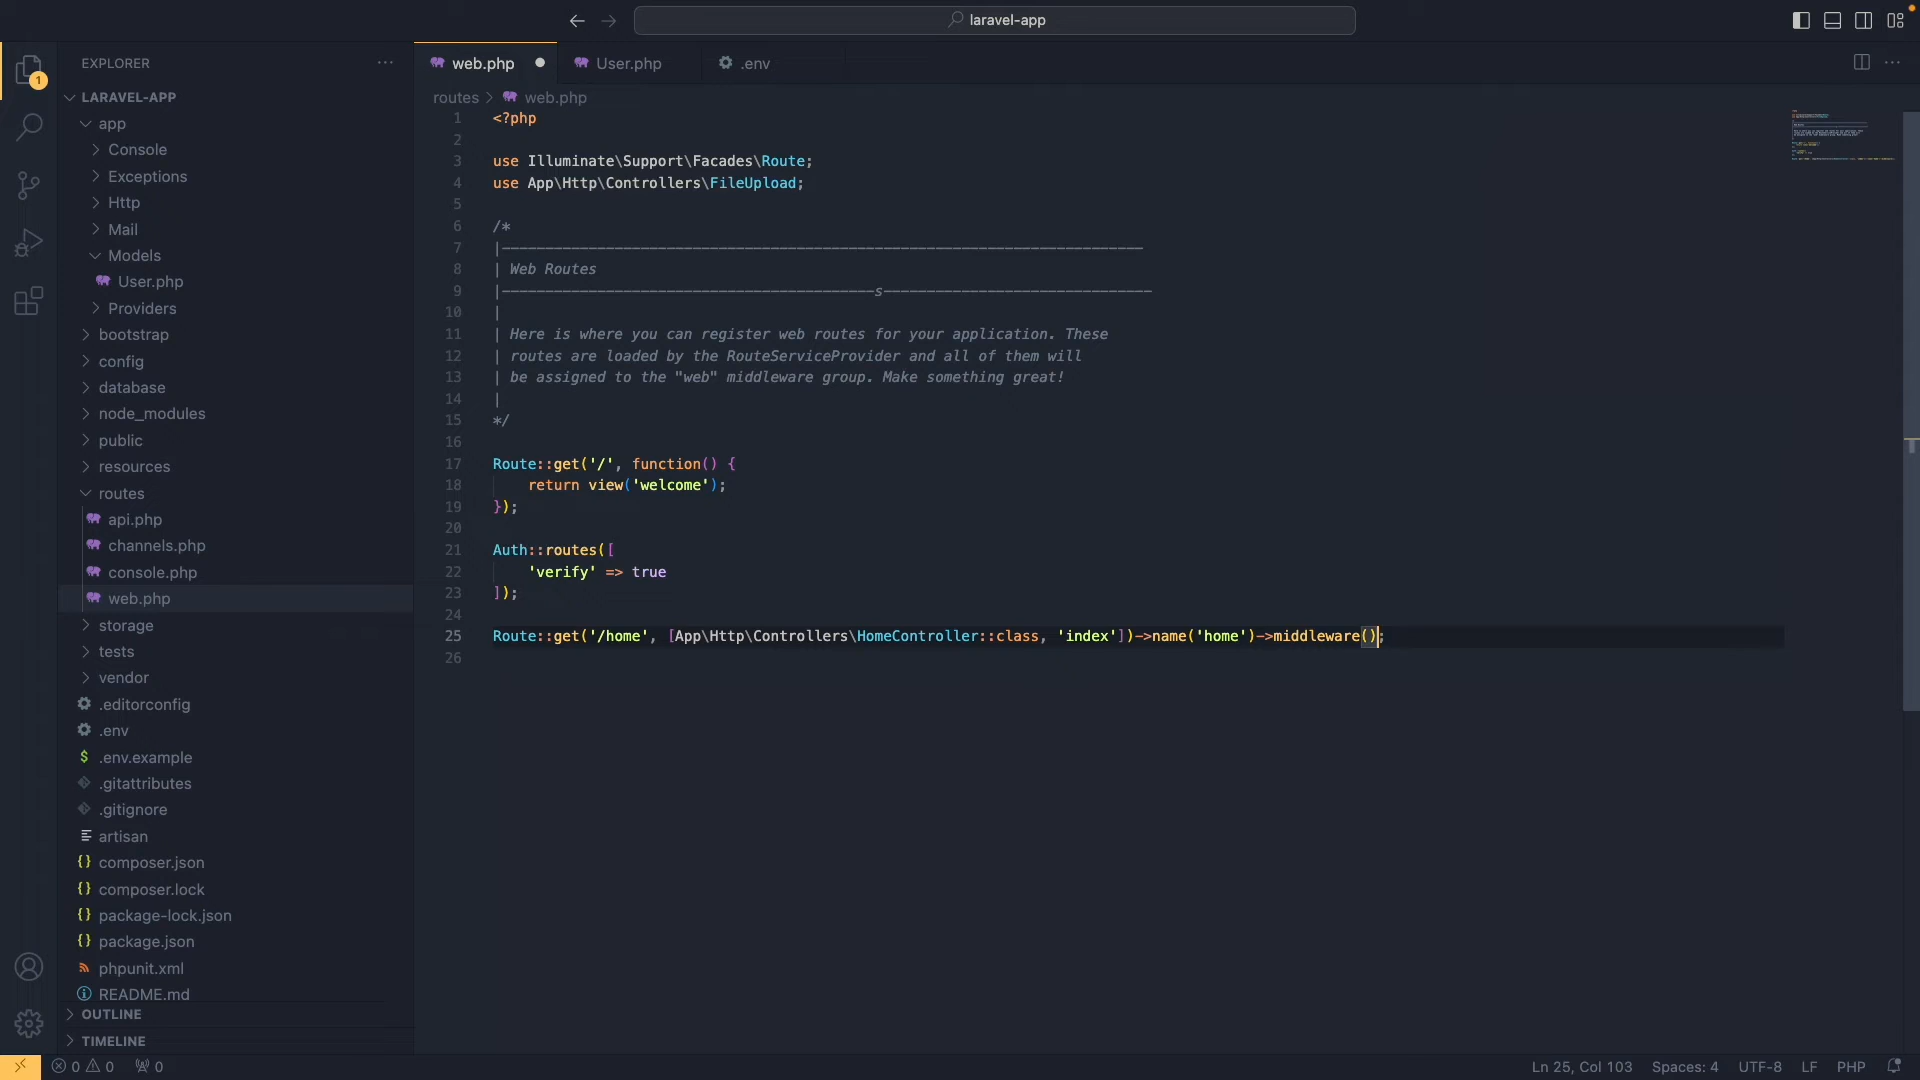 laravel-app
EXPLORER
1
LARAVEL-APP
app
Console
Exceptions
Http
Mail
Models
User.php
Providers
bootstrap
config
database
node_modules
public
resources
routes
api.php
channels.php
console.php
web.php
storage
tests
vendor
.editorconfig
.env
.env.example
.gitattributes
.gitignore
artisan
composer.json
composer.lock
package-lock.json
package.json
phpunit.xml
README.md
OUTLINE
TIMELINE
web.php User.php .env
routes > web.php
1 <?php
2
3 use Illuminate\Support\Facades\Route;
4 use App\Http\Controllers\FileUpload;
5
6 /*
7 |--------------------------------------------------------------------------
8 | Web Routes
9 |-------------------------------------------s-------------------------------
10 |
11 | Here is where you can register web routes for your application. These
12 | routes are loaded by the RouteServiceProvider and all of them will
13 | be assigned to the "web" middleware group. Make something great!
14 |
15 */
16
17 Route::get('/', function() {
18 return view('welcome');
19 });
20
21 Auth::routes([
22 'verify' => true
23 ]);
24
25 Route::get('/home', [App\Http\Controllers\HomeController::class, 'index'])->name('home')->middleware();
26
0 0 0
Ln 25, Col 103 Spaces: 4 UTF-8 LF PHP